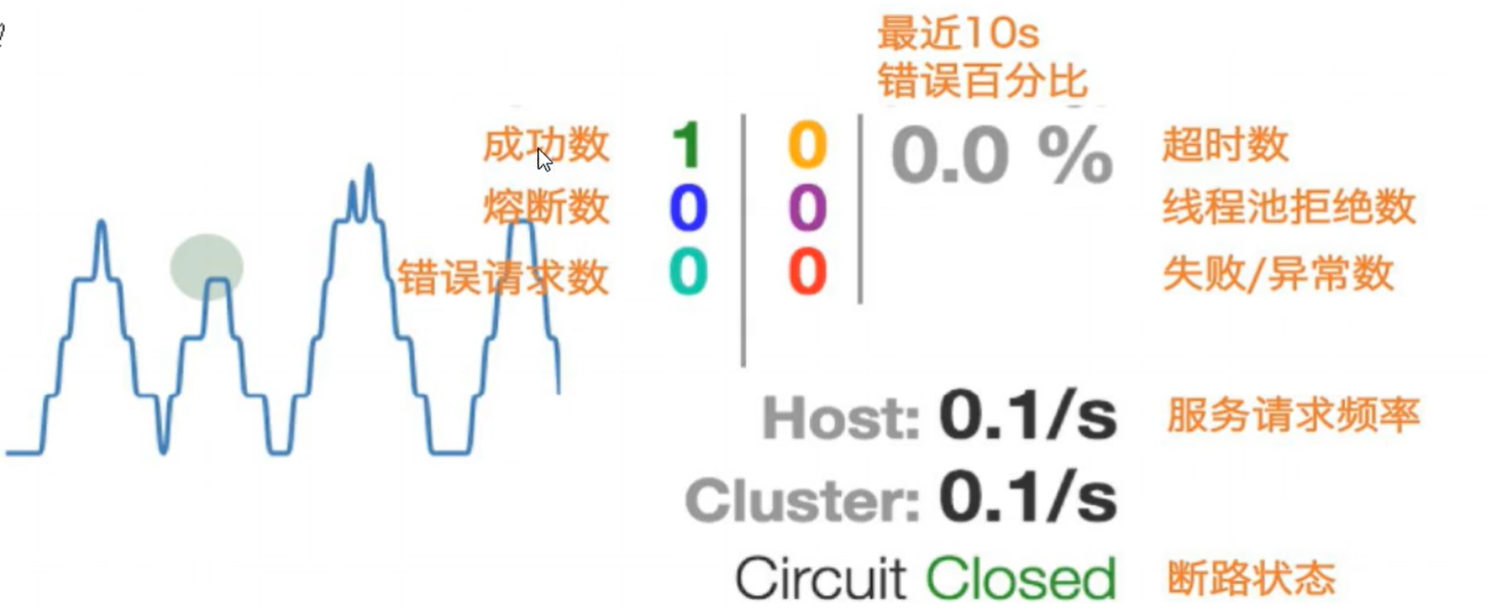 最近10s
错误百分比
成功数 1 0 0.0 % 超时数
熔断数 0 0 线程池拒绝数
错误请求数 0 0 失败/异常数
Host: 0.1/s 服务请求频率
Cluster: 0.1/s
Circuit Closed 断路状态